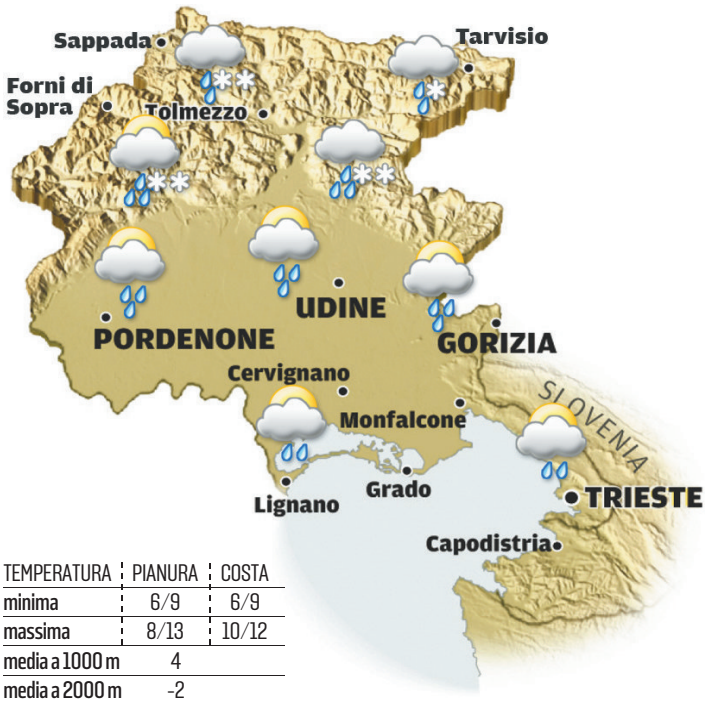 Sappada
Tarvisio
Forni di
Sopra
Tolmezzo
UDINE
PORDENONE
GORIZIA
Cervignano
SLOVENIA
Monfalcone
Grado
Lignano
TRIESTE
Capodistria
TEMPERATURA PIANURA COSTA
minima 6/9 6/9
massima 8/13 10/12
media a 1000 m 4
media a 2000 m -2